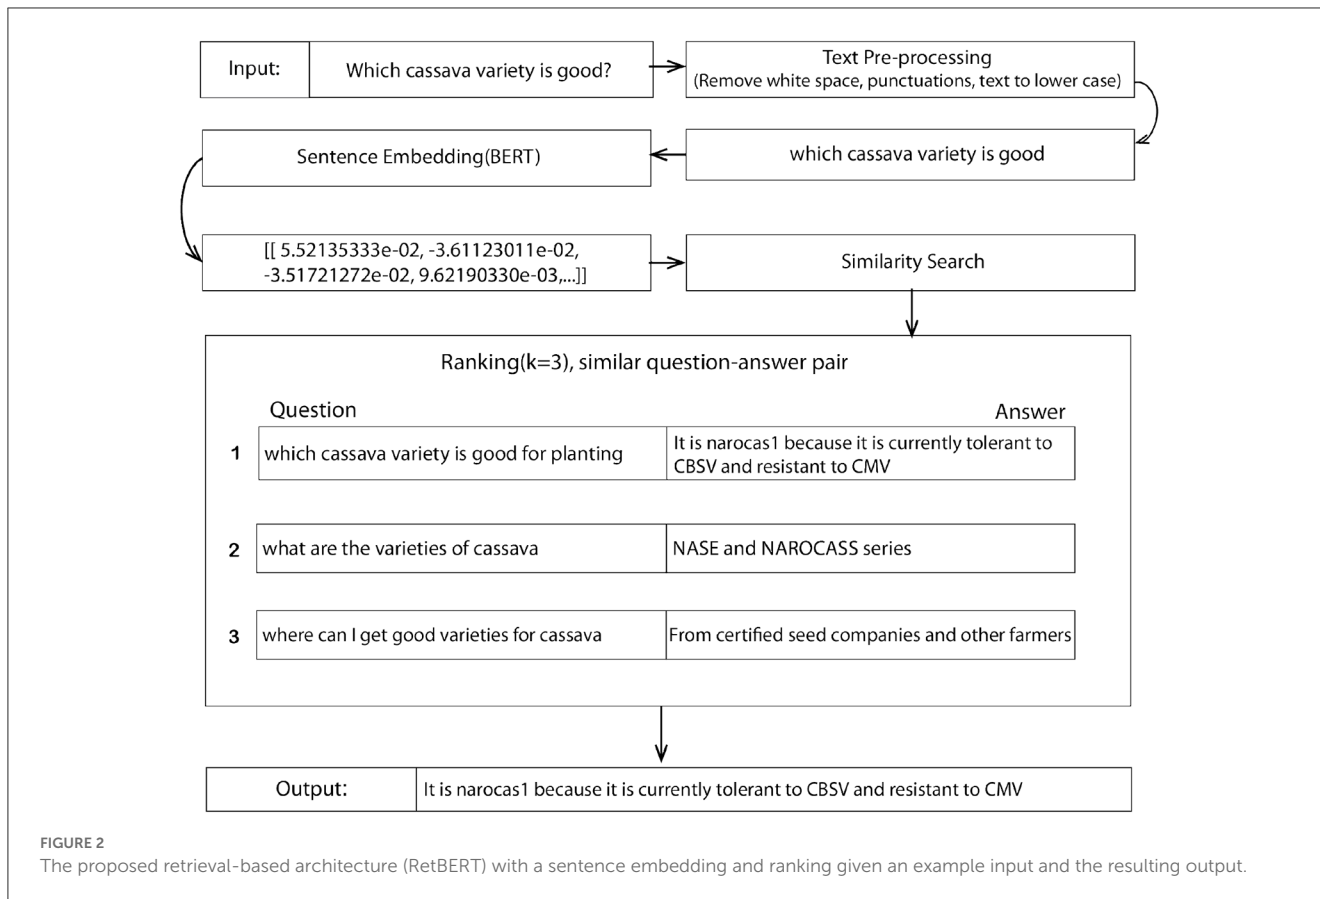 Input:
Which cassava variety is good?
Text Pre-processing
(Remove white space, punctuations, text to lower case)
which cassava variety is good
Sentence Embedding(BERT)
[[ 5.52135333e-02, -3.61123011e-02,
-3.51721272e-02, 9.62190330e-03,...]]
Similarity Search
Ranking(k=3), similar question-answer pair
Question
Answer
1
which cassava variety is good for planting
It is narocas1 because it is currently tolerant to
CBSV and resistant to CMV
2
what are the varieties of cassava
NASE and NAROCASS series
3
where can I get good varieties for cassava
From certified seed companies and other farmers
Output:
It is narocas1 because it is currently tolerant to CBSV and resistant to CMV
FIGURE 2
The proposed retrieval-based architecture (RetBERT) with a sentence embedding and ranking given an example input and the resulting output.